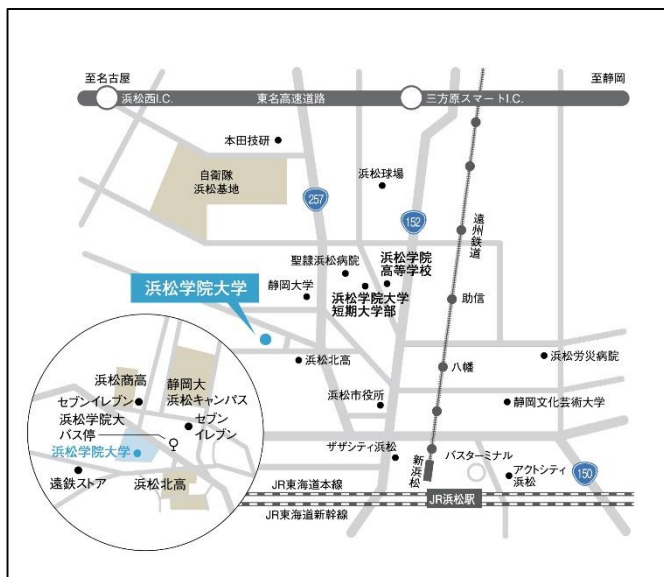 至名古屋
至静岡
浜松西I.C.
東名高速道路
三方原スマートI.C.
本田技研
自衛隊
浜松基地
浜松球場
257
152
遠州鉄道
聖隷浜松病院
浜松学院
高等学校
浜松学院大学
静岡大学
浜松学院大学
短期大学部
助信
浜松北高
八幡
浜松労災病院
浜松市役所
静岡文化芸術大学
浜松商高
静岡大
浜松キャンパス
セブンイレブン
セブン
イレブン
浜松学院大
バス停
浜松学院大学
遠鉄ストア
浜松北高
ザザシティ浜松
新浜松
バスターミナル
アクトシティ
浜松
150
JR東海道本線
JR浜松駅
JR東海道新幹線